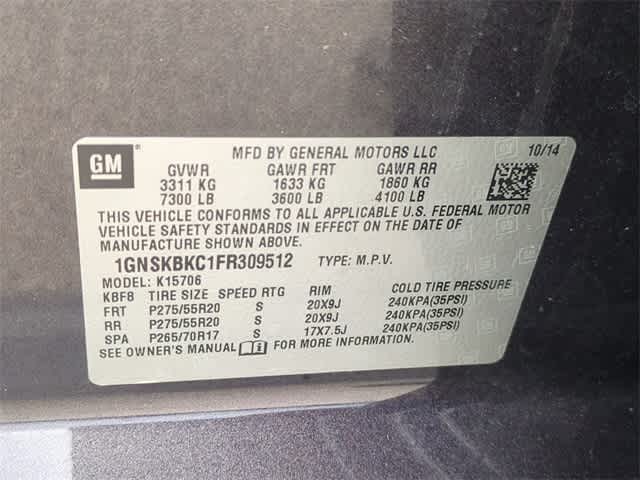 GM ® MFD BY GENERAL MOTORS LLC 10/14
GVWR GAWR FRT GAWR RR
3311 KG 1633 KG 1860 KG
7300 LB 3600 LB 4100 LB
THIS VEHICLE CONFORMS TO ALL APPLICABLE U.S. FEDERAL MOTOR
VEHICLE SAFETY STANDARDS IN EFFECT ON THE DATE OF
MANUFACTURE SHOWN ABOVE.
1GNSKBKC1FR309512 TYPE: M.P.V.
MODEL: K15706
KBF8 TIRE SIZE SPEED RTG RIM COLD TIRE PRESSURE
FRT P275/55R20 S 20X9J 240KPA(35PSI)
RR P275/55R20 S 20X9J 240KPA(35PSI)
SPA P265/70R17 S 17X7.5J 240KPA(35PSI)
SEE OWNER'S MANUAL FOR MORE INFORMATION